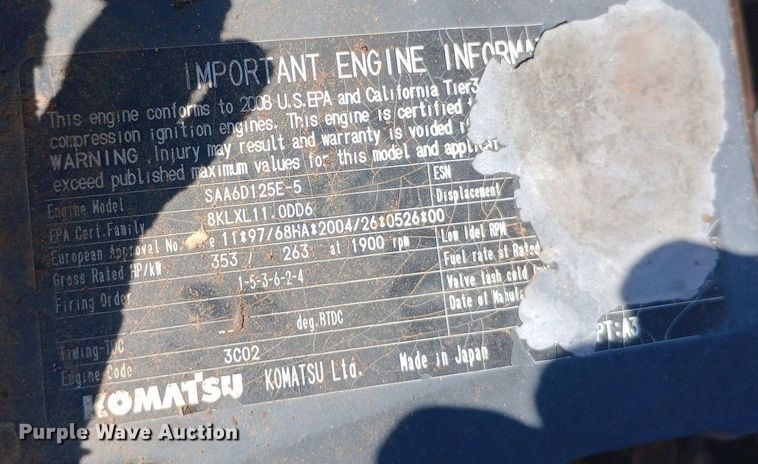 IMPORTANT ENGINE INFORMA
This engine conforms to 2008 U.S.EPA and California Tier3
compression ignition engines. This engine is certified
WARNING .Injury may result and warranty is voided
exceed published maximum values for this model and applic
Engine Model SAA6D125E-5 ESN
EPA Cert.Family 8KLXL11.0DD6 Displacement
European Approval No. e 11*97/68HA*2004/26*0526*00
Gross Rated HP/kW 353 / 263 at 1900 rpm Low Idel RPM
Firing Order 1-5-3-6-2-4 Fuel rate at Rated
Valve lash cold
deg.BTDC Date of Manufa
Timing-TDC
Engine Code 3C02 PT:A3
KOMATSU KOMATSU Ltd. Made in Japan
Purple Wave Auction